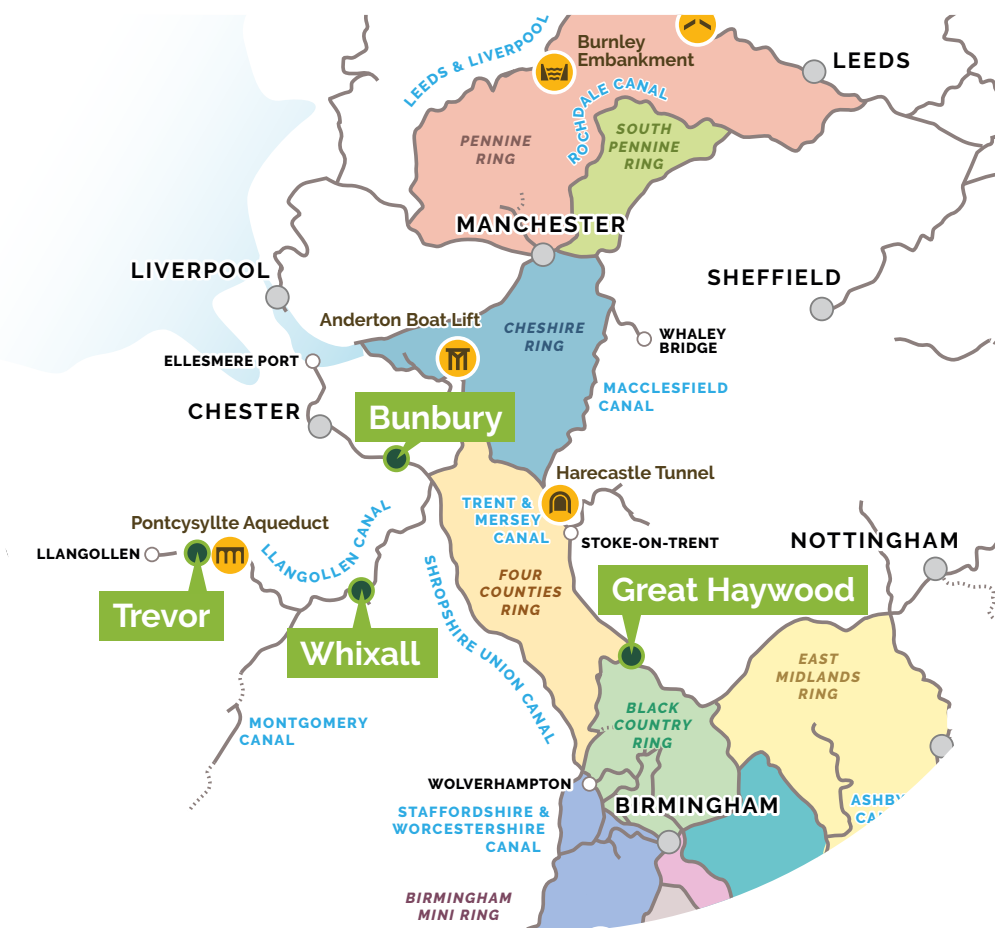 LEEDS & LIVERPOOL
Burnley
Embankment
LEEDS
ROCHDALE CANAL
PENNINE
RING
SOUTH
PENNINE
RING
MANCHESTER
LIVERPOOL
SHEFFIELD
Anderton Boat Lift
CHESHIRE
RING
WHALEY
BRIDGE
ELLESMERE PORT
MACCLESFIELD
CANAL
CHESTER
Bunbury
Harecastle Tunnel
TRENT &
MERSEY
CANAL
Pontcysyllte Aqueduct
LLANGOLLEN
LLANGOLLEN CANAL
STOKE-ON-TRENT
NOTTINGHAM
FOUR
COUNTIES
RING
Great Haywood
Trevor
Whixall
SHROPSHIRE UNION CANAL
EAST
MIDLANDS
RING
BLACK
COUNTRY
RING
MONTGOMERY
CANAL
WOLVERHAMPTON
BIRMINGHAM
STAFFORDSHIRE &
WORCESTERSHIRE
CANAL
ASHBY
BIRMINGHAM
MINI RING